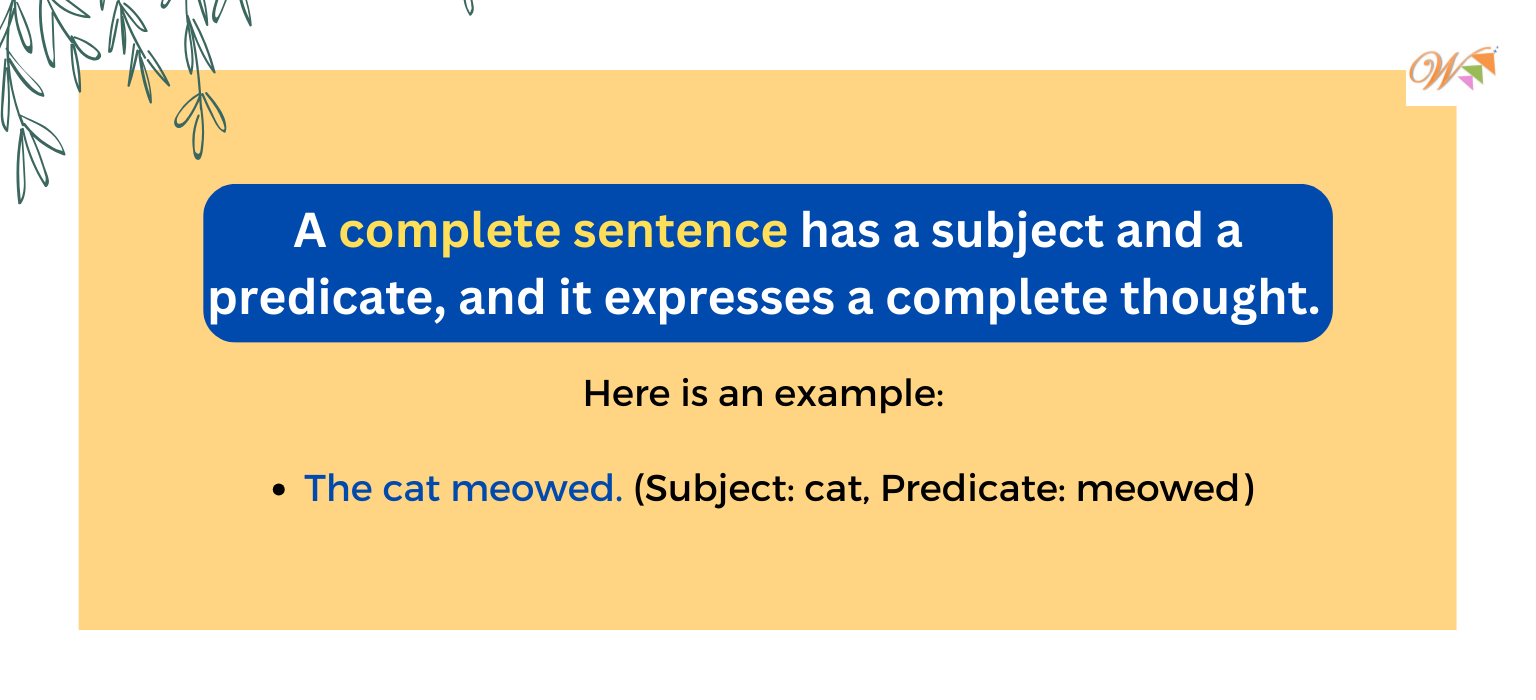 W
A complete sentence has a subject and a
predicate, and it expresses a complete thought.
Here is an example:
• The cat meowed. (Subject: cat, Predicate: meowed)